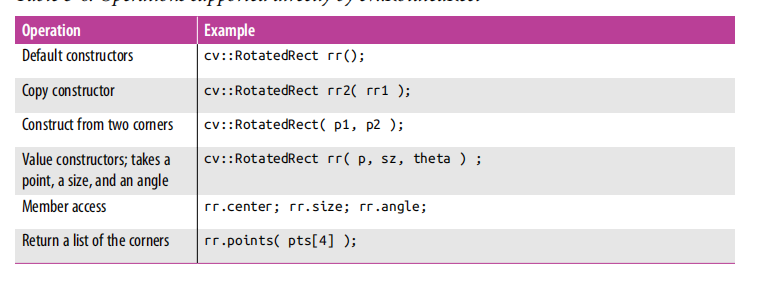 Operation Example
Default constructors cv::RotatedRect rr();
Copy constructor cv::RotatedRect rr2( rr1 );
Construct from two corners cv::RotatedRect( p1, p2 );
Value constructors; takes a cv::RotatedRect rr( p, sz, theta ) ;
point, a size, and an angle
Member access rr.center; rr.size; rr.angle;
Return a list of the corners rr.points( pts[4] );